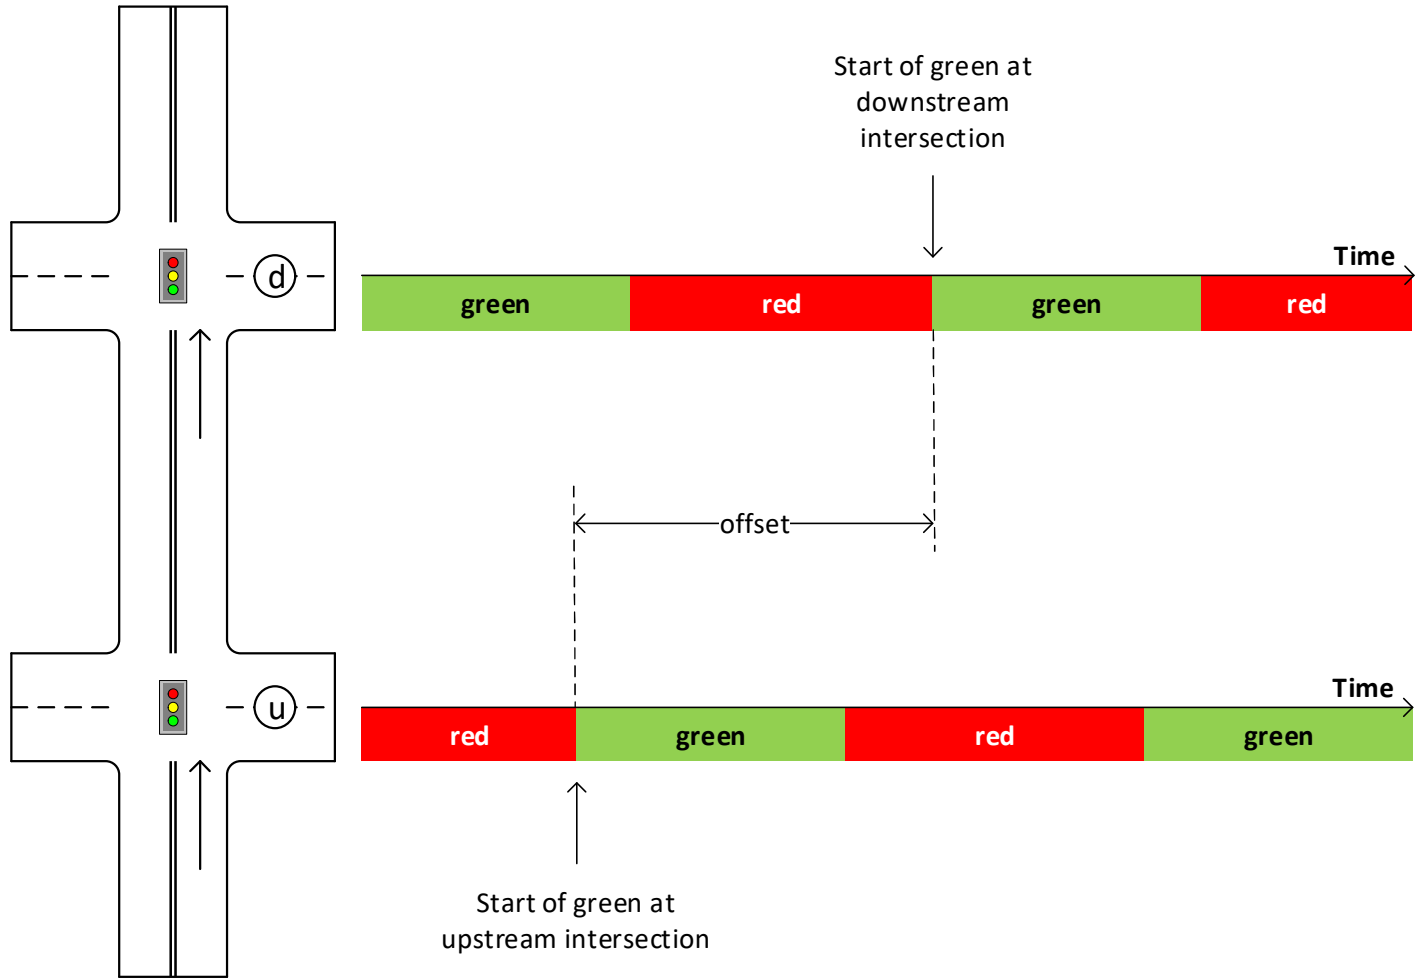 Start of green at
downstream
intersection
Time
d
green
red
green
red
offset
Time
u
red
green
red
green
Start of green at
upstream intersection